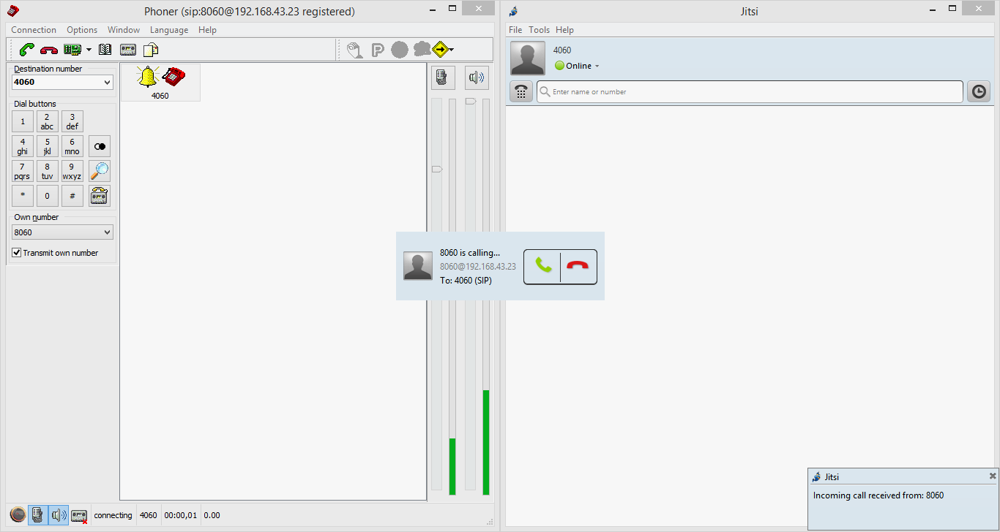 Phoner (sip:8060@192.168.43.23 registered)
Connection Options Window Language Help
P
Destination number
4060
Dial buttons
1
2 abc
3 def
4 ghi
5 jkl
6 mno
7 pqrs
8 tuv
9 wxyz
*
0
#
Own number
8060
Transmit own number
4060
connecting 4060 00:00,01 0.00
Jitsi
File Tools Help
4060
Online
Enter name or number
8060 is calling...
8060@192.168.43.23
To: 4060 (SIP)
Jitsi
Incoming call received from: 8060